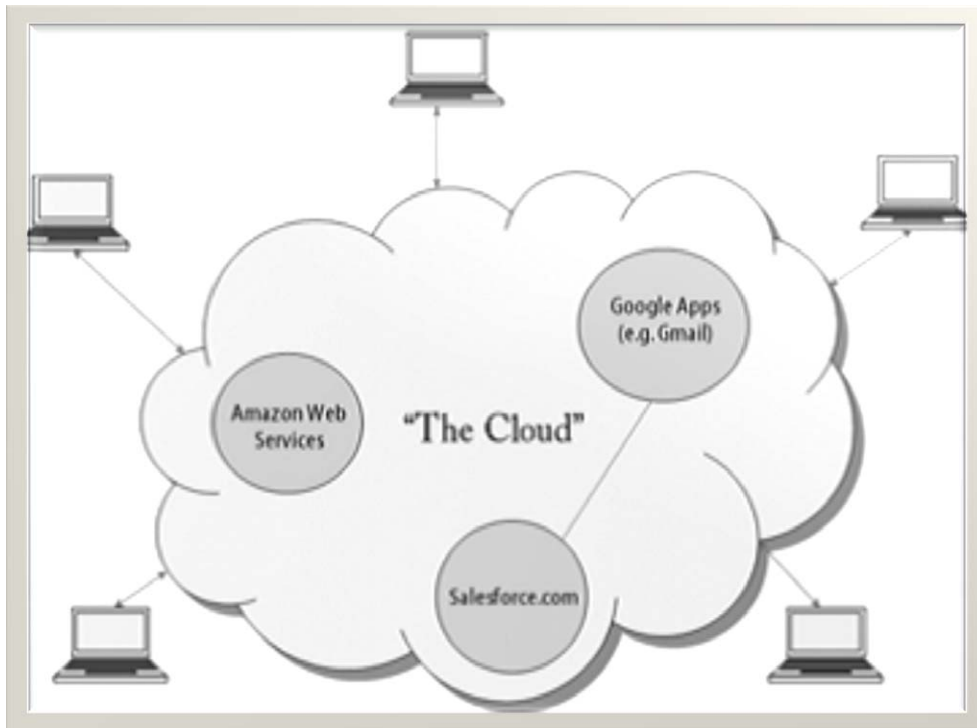 Google Apps
(e.g. Gmail)
Amazon Web
Services
“The Cloud”
Salesforce.com